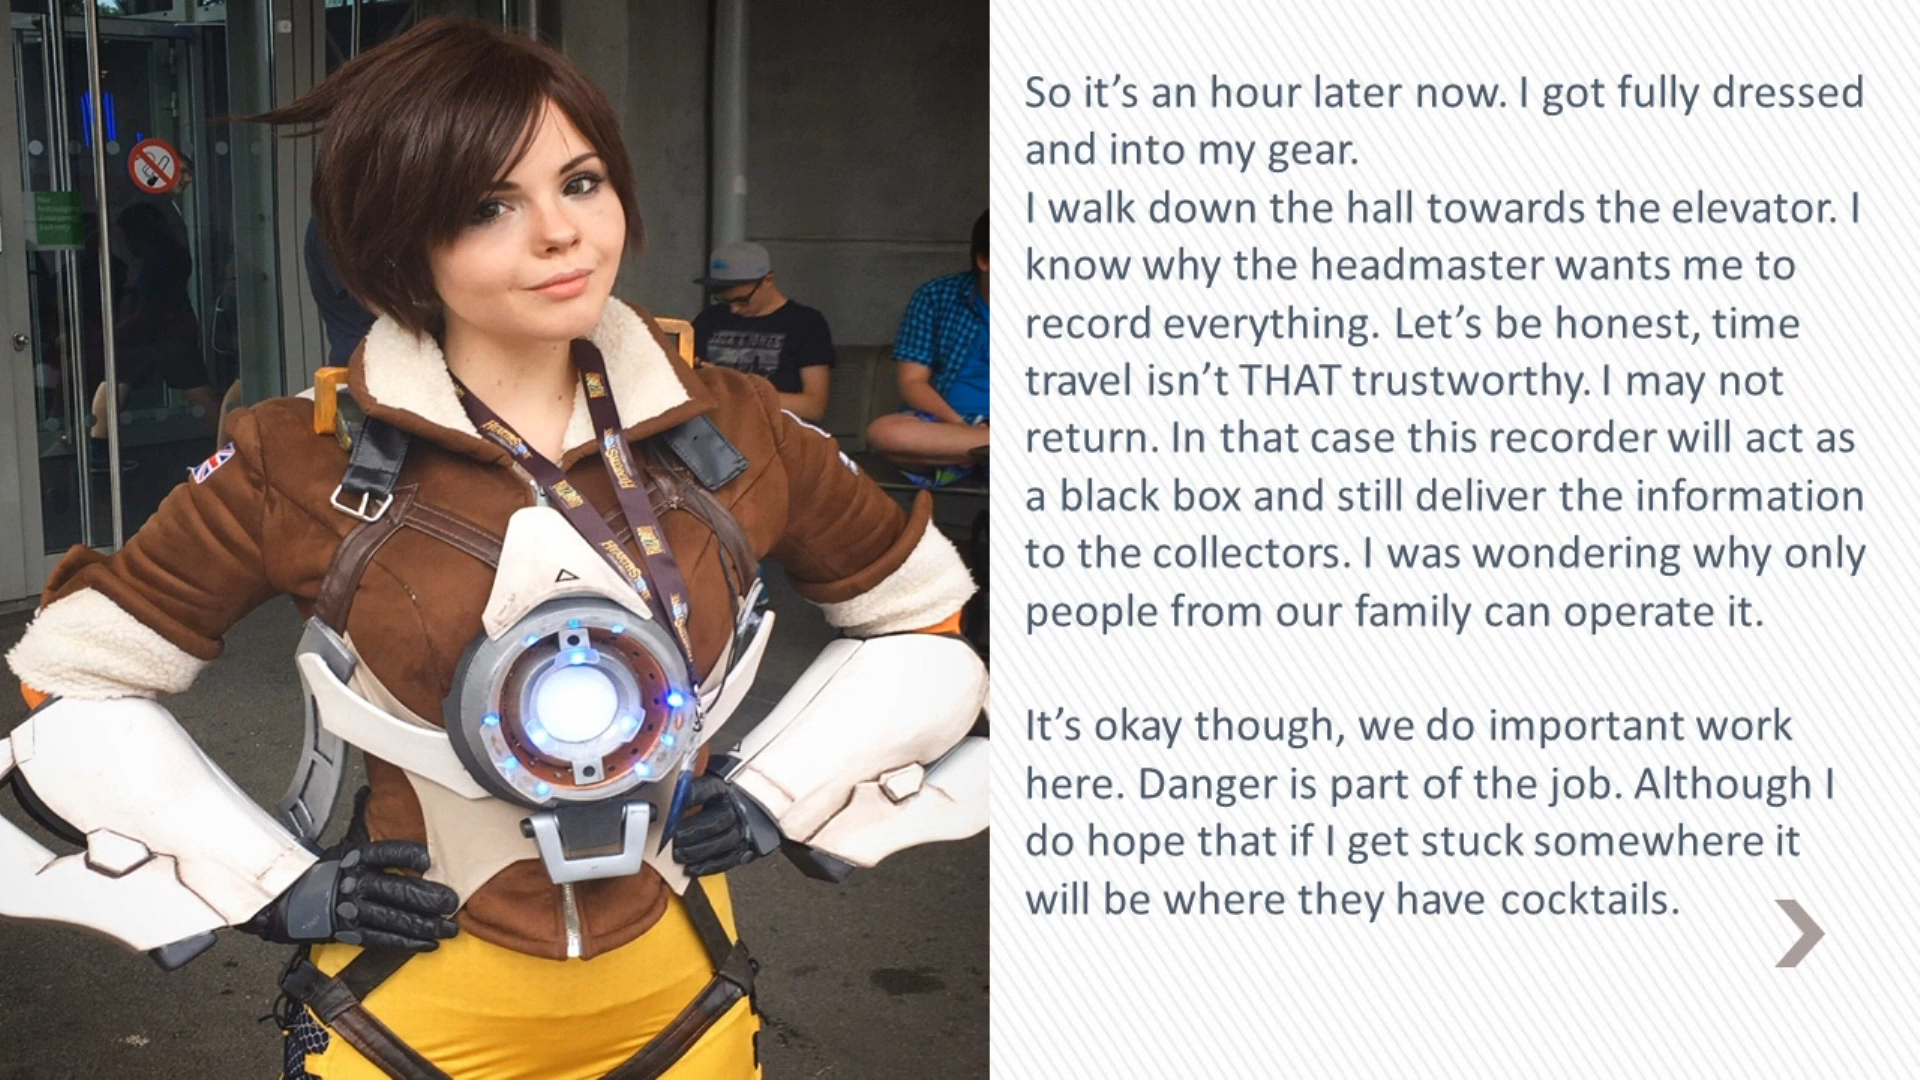 So it’s an hour later now. I got fully dressed
and into my gear.
I walk down the hall towards the elevator. I
know why the headmaster wants me to
record everything. Let’s be honest, time
travel isn’t THAT trustworthy. I may not
return. In that case this recorder will act as
a black box and still deliver the information
to the collectors. I was wondering why only
people from our family can operate it.
It’s okay though, we do important work
here. Danger is part of the job. Although I
do hope that if I get stuck somewhere it
will be where they have cocktails.